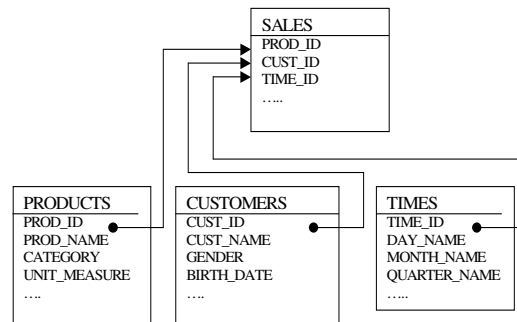 SALES
PROD_ID
CUST_ID
TIME_ID
.....
PRODUCTS
PROD_ID
PROD_NAME
CATEGORY
UNIT_MEASURE
....
CUSTOMERS
CUST_ID
CUST_NAME
GENDER
BIRTH_DATE
....
TIMES
TIME_ID
DAY_NAME
MONTH_NAME
QUARTER_NAME
.....